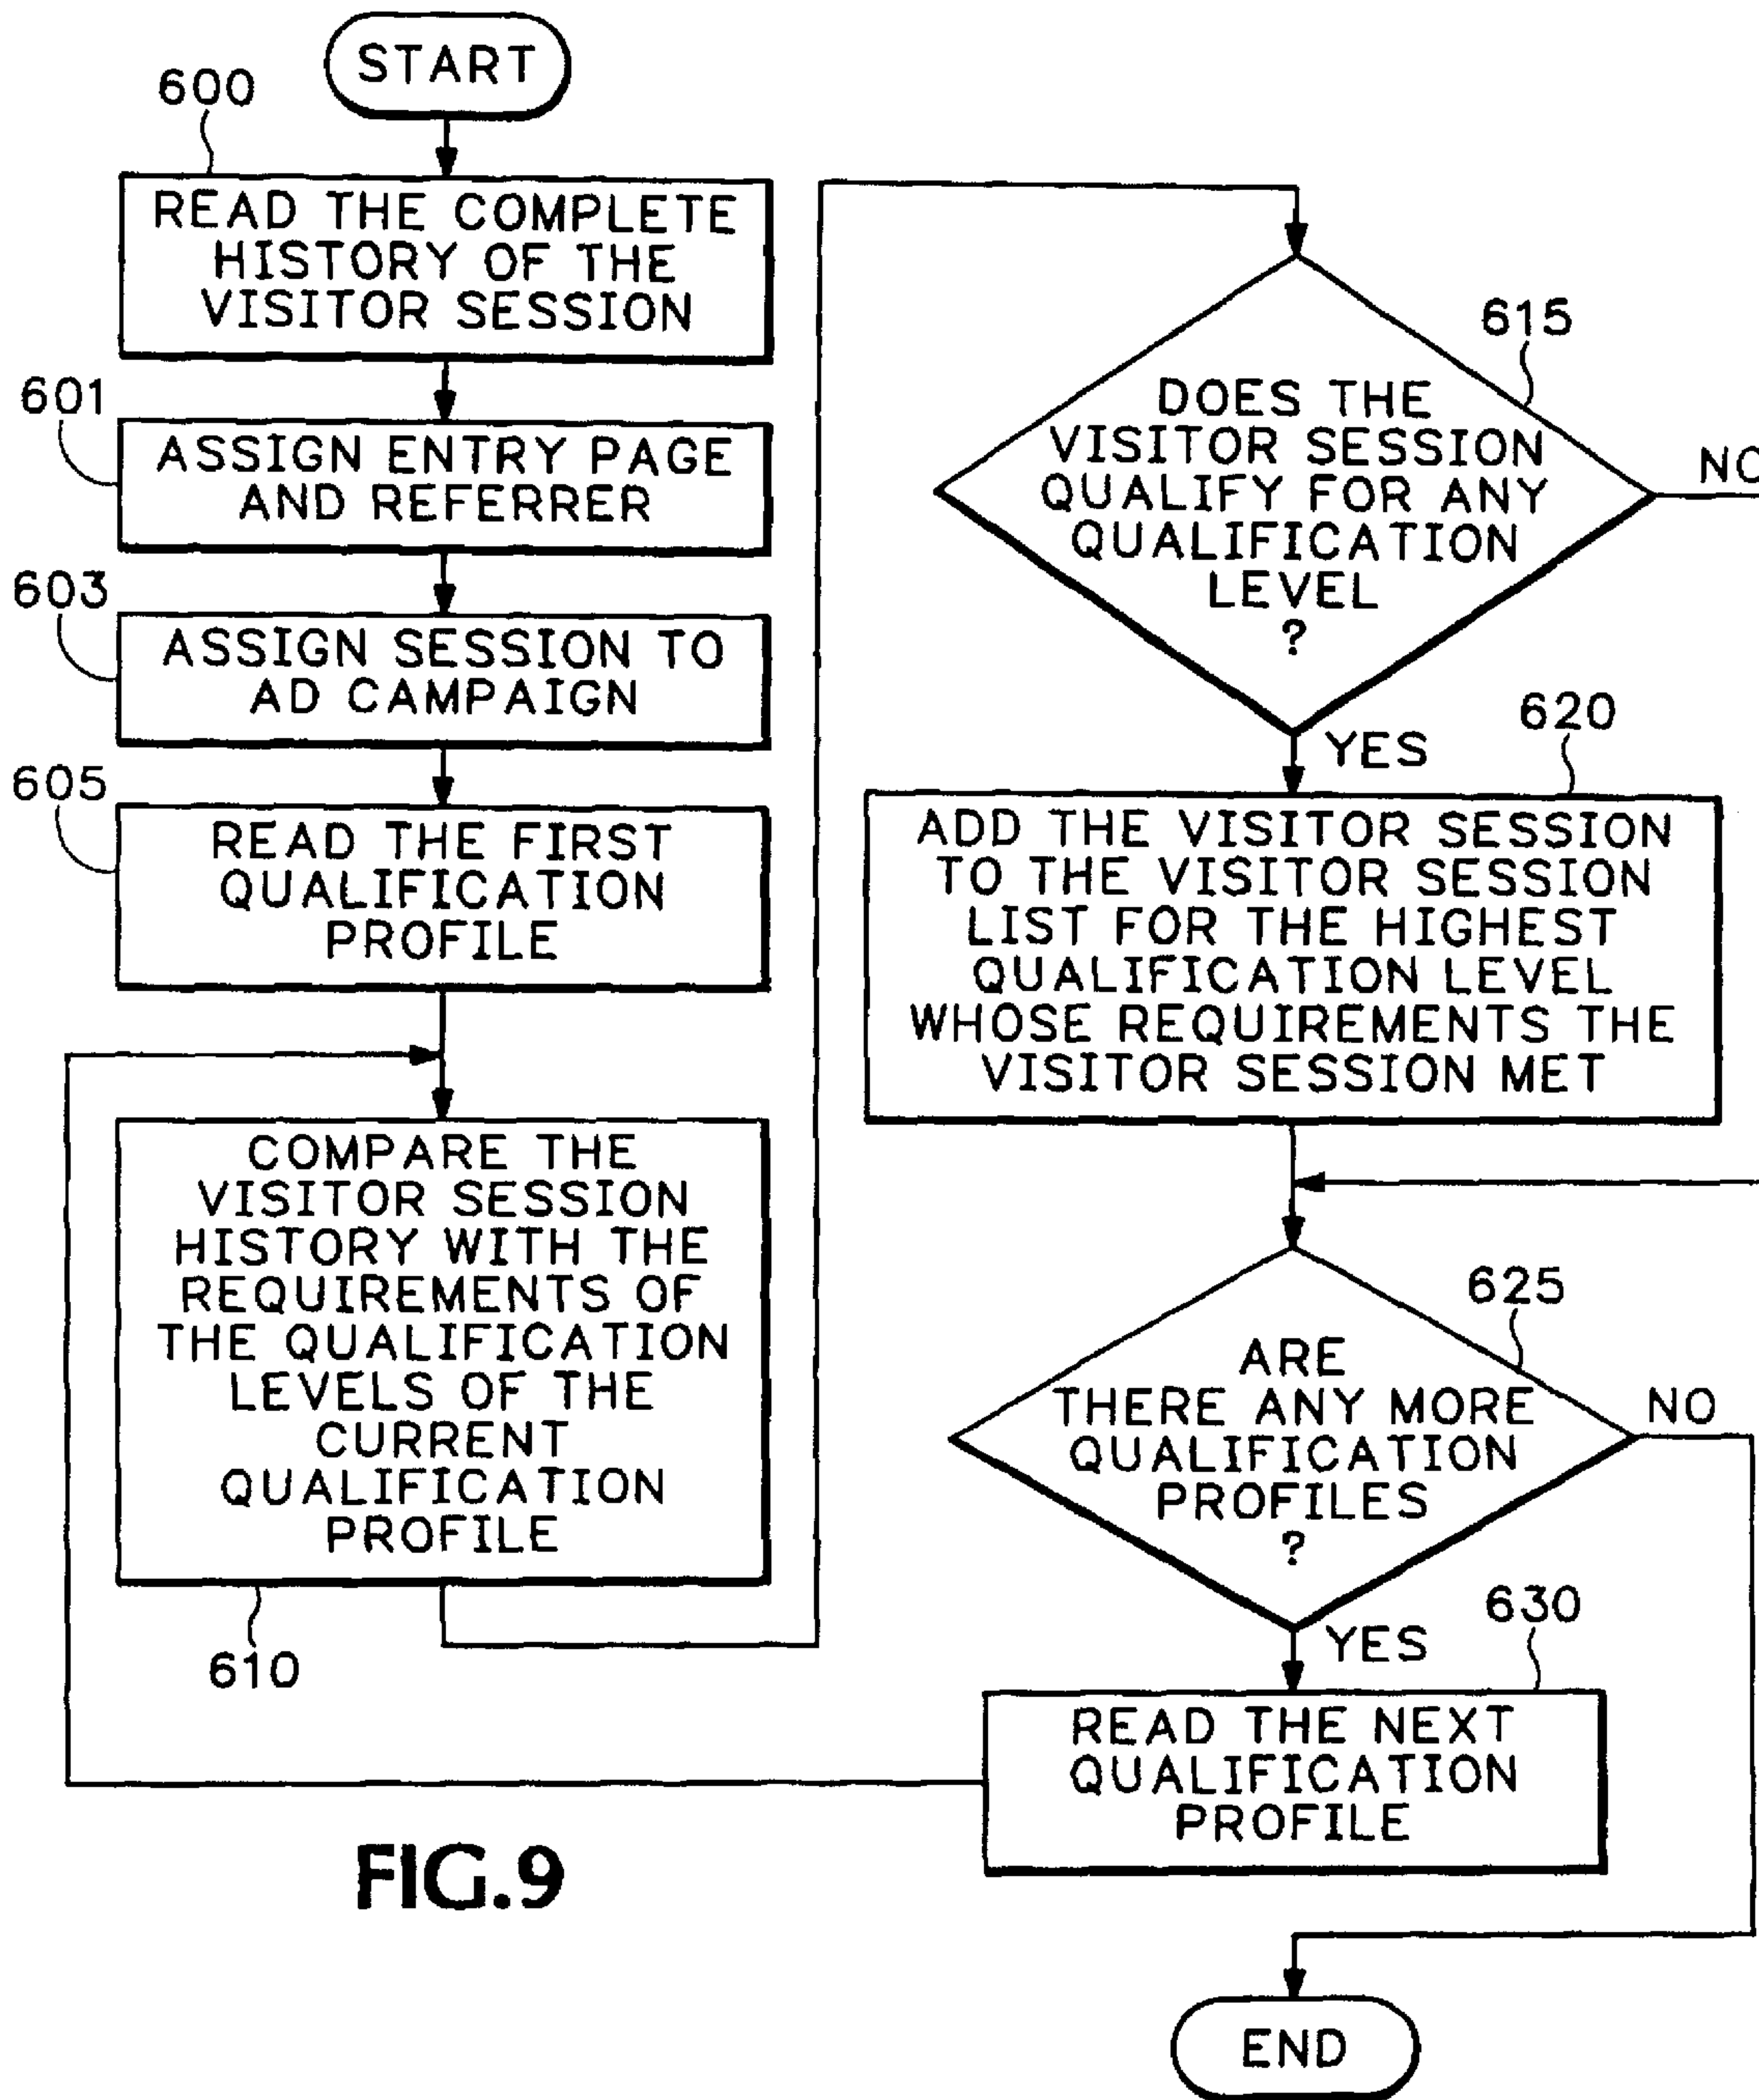 START
600
READ THE COMPLETE
HISTORY OF THE
VISITOR SESSION
601
ASSIGN ENTRY PAGE
AND REFERRER
603
ASSIGN SESSION TO
AD CAMPAIGN
605
READ THE FIRST
QUALIFICATION
PROFILE
COMPARE THE
VISITOR SESSION
HISTORY WITH THE
REQUIREMENTS OF
THE QUALIFICATION
LEVELS OF THE
CURRENT
QUALIFICATION
PROFILE
610
615
DOES THE
VISITOR SESSION
QUALIFY FOR ANY
QUALIFICATION
LEVEL
?
NO
YES
620
ADD THE VISITOR SESSION
TO THE VISITOR SESSION
LIST FOR THE HIGHEST
QUALIFICATION LEVEL
WHOSE REQUIREMENTS THE
VISITOR SESSION MET
625
ARE
THERE ANY MORE
QUALIFICATION
PROFILES
?
NO
YES
630
READ THE NEXT
QUALIFICATION
PROFILE
END
FIG.9